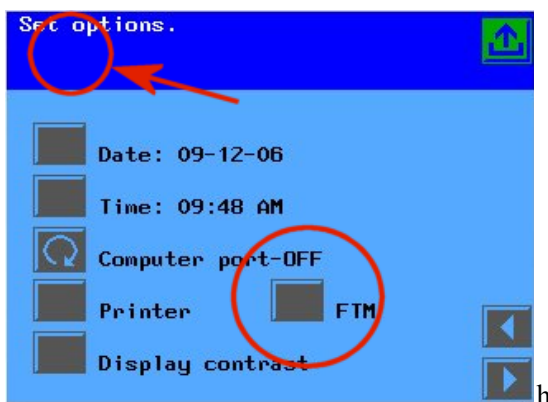 Set options.
Date: 09-12-06
Time: 09:48 AM
Computer port-OFF
Printer FTM
Display contrast
h